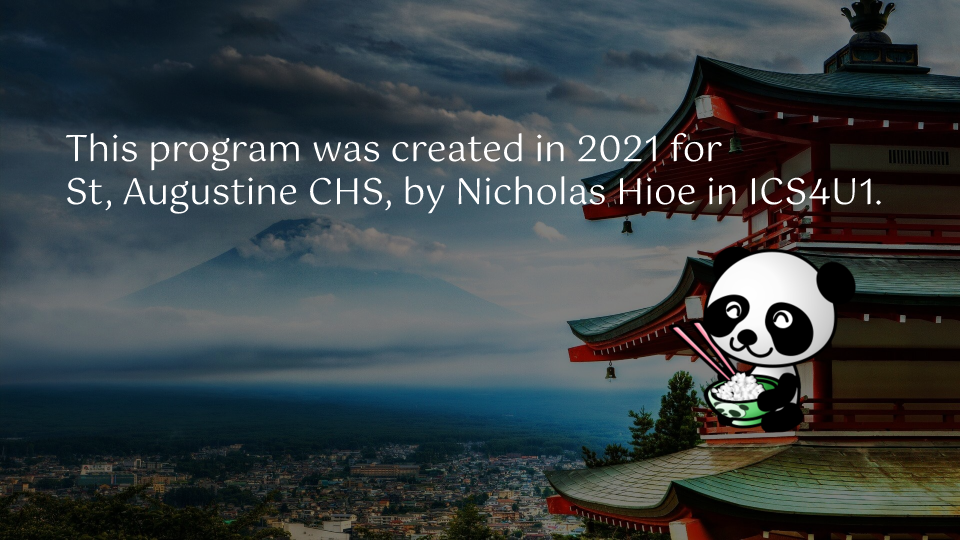 This program was created in 2021 for
St, Augustine CHS, by Nicholas Hioe in ICS4U1.